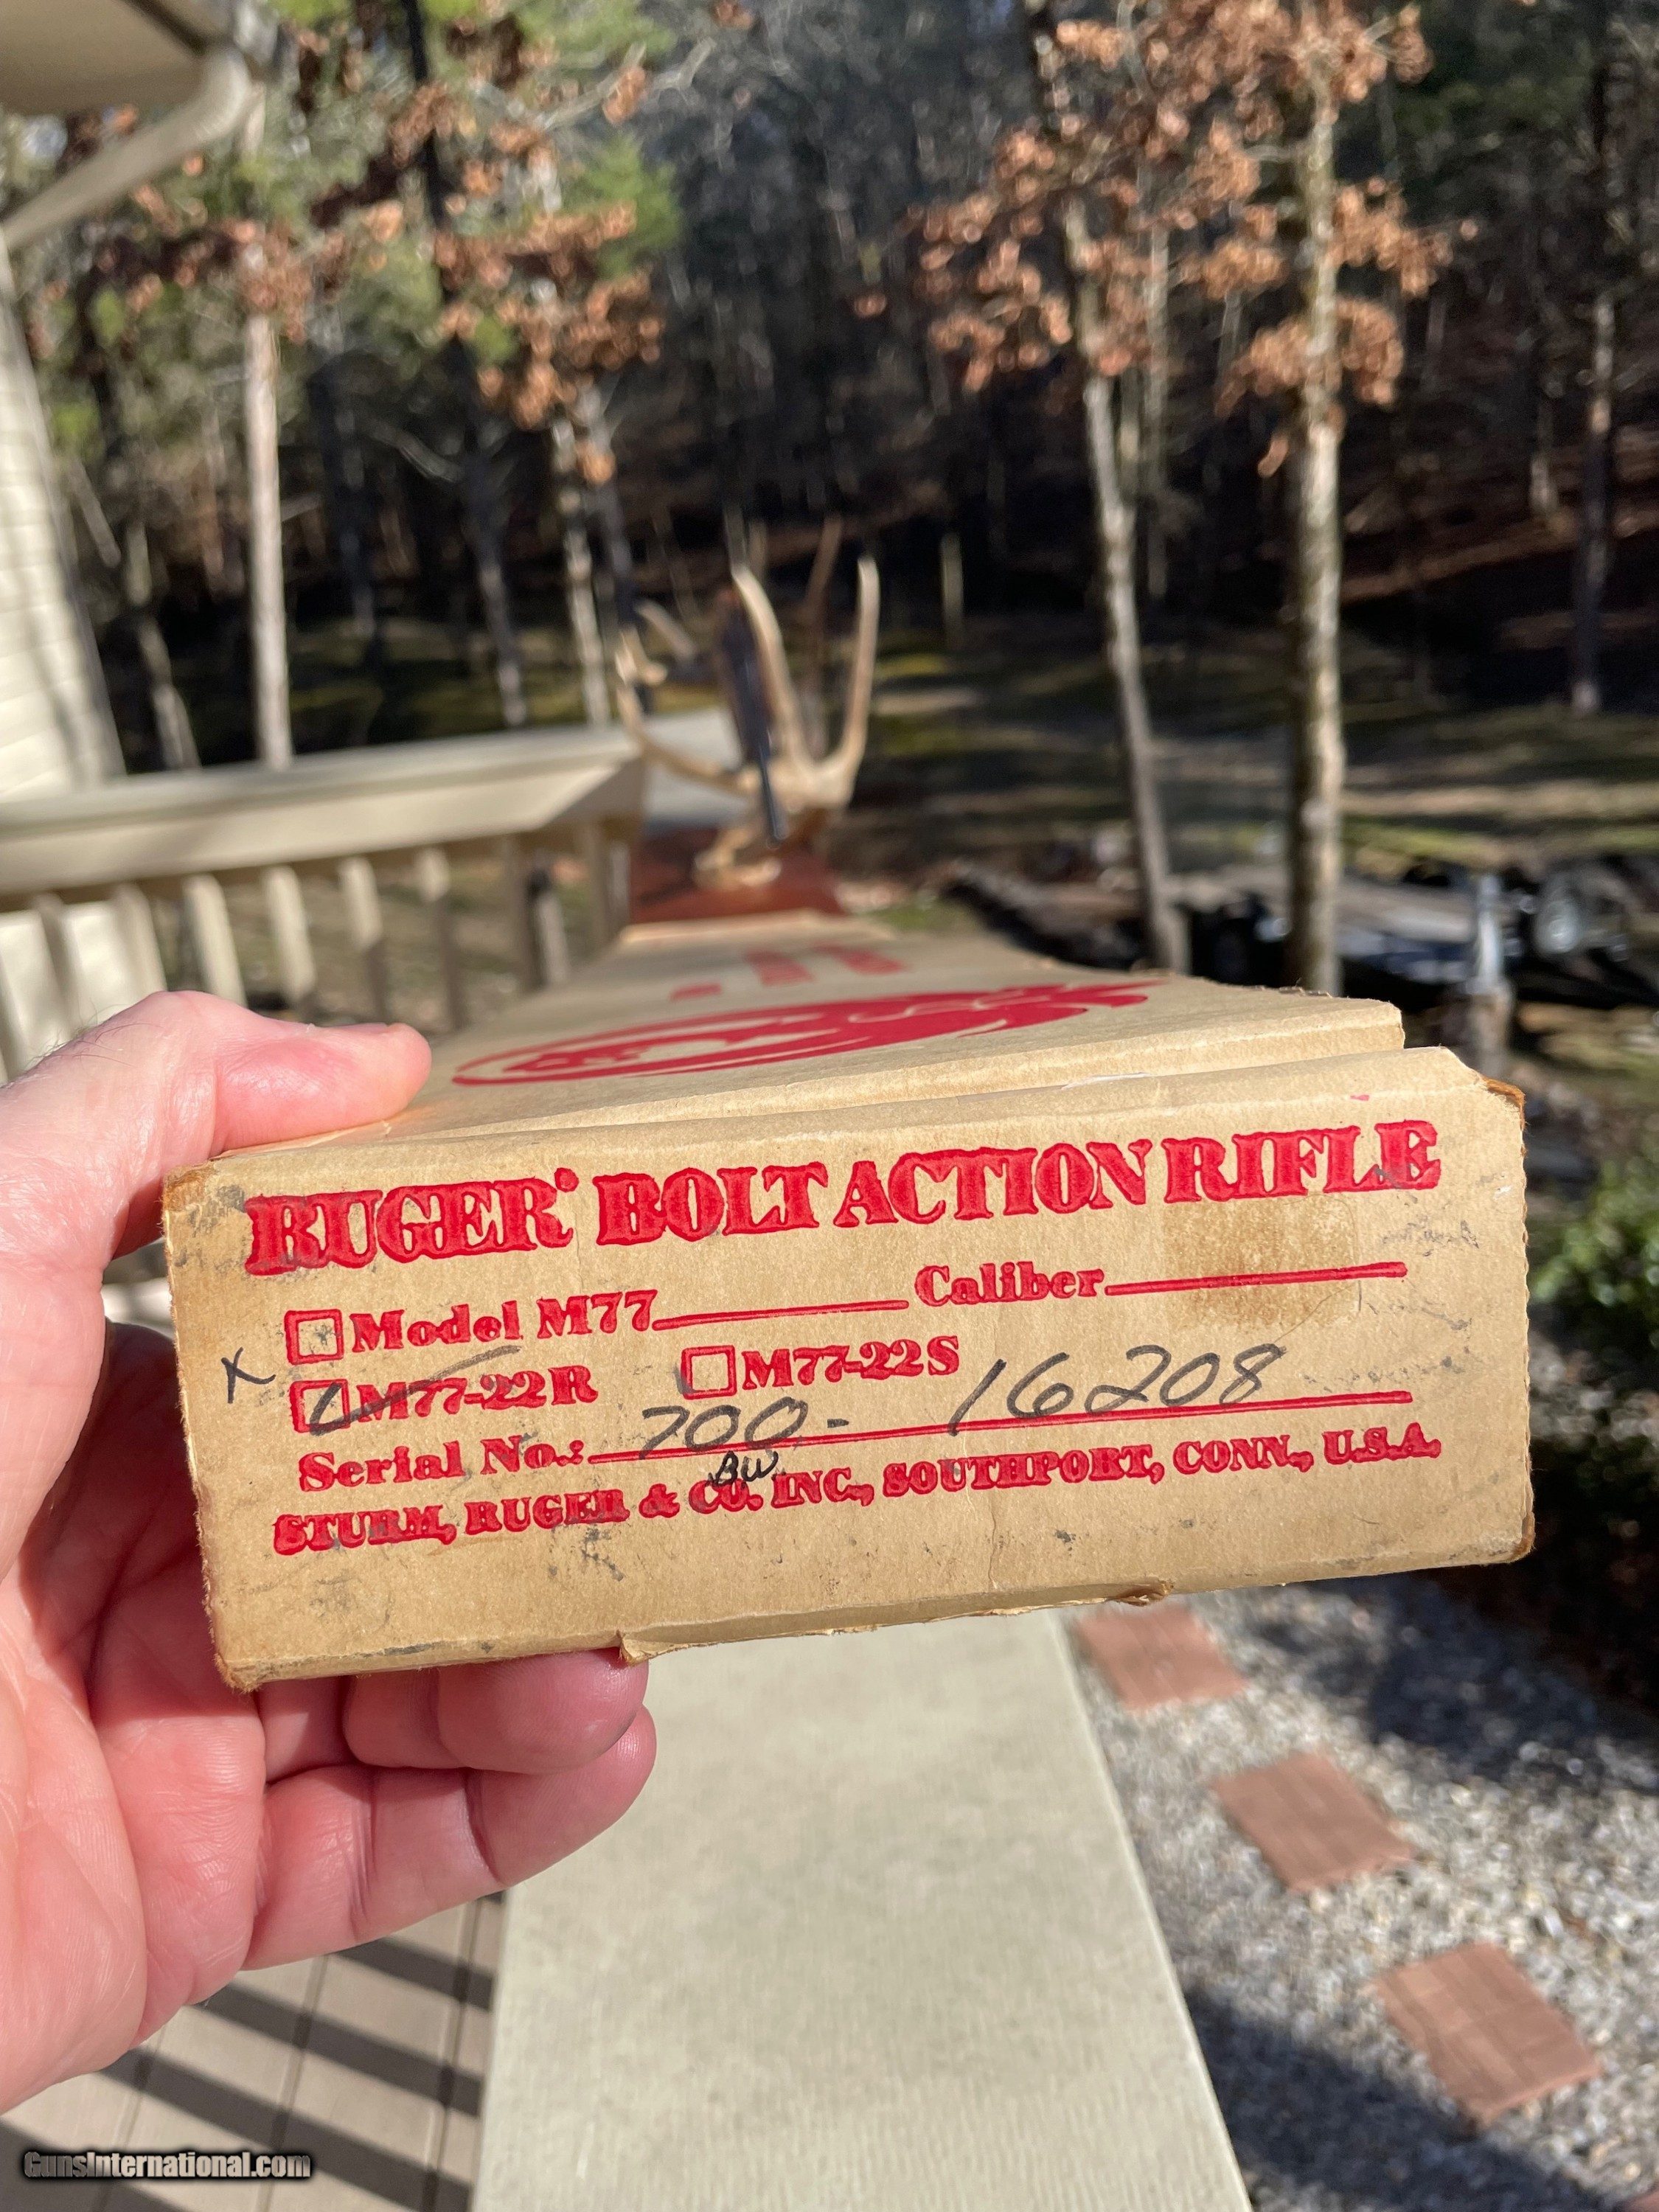 RUGER® BOLT ACTION RIFLE
Model M77 Caliber
X M77-22R M77-22S
Serial No.: 700- 16208
BW
STURM, RUGER & CO. INC., SOUTHPORT, CONN., U.S.A.
GunsInternational.com